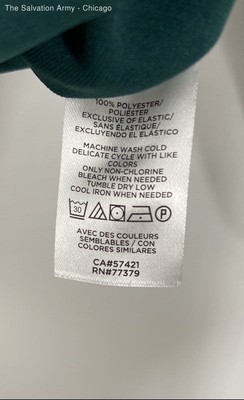 The Salvation Army - Chicago
100% POLYESTER/
POLIÉSTER
EXCLUSIVE OF ELASTIC/
SANS ÉLASTIQUE/
EXCLUYENDO EL ELÁSTICO
MACHINE WASH COLD
DELICATE CYCLE WITH LIKE
COLORS
ONLY NON-CHLORINE
BLEACH WHEN NEEDED
TUMBLE DRY LOW
COOL IRON WHEN NEEDED
30 P
AVEC DES COULEURS
SEMBLABLES / CON
COLORES SIMILARES
CA#57421
RN#77379